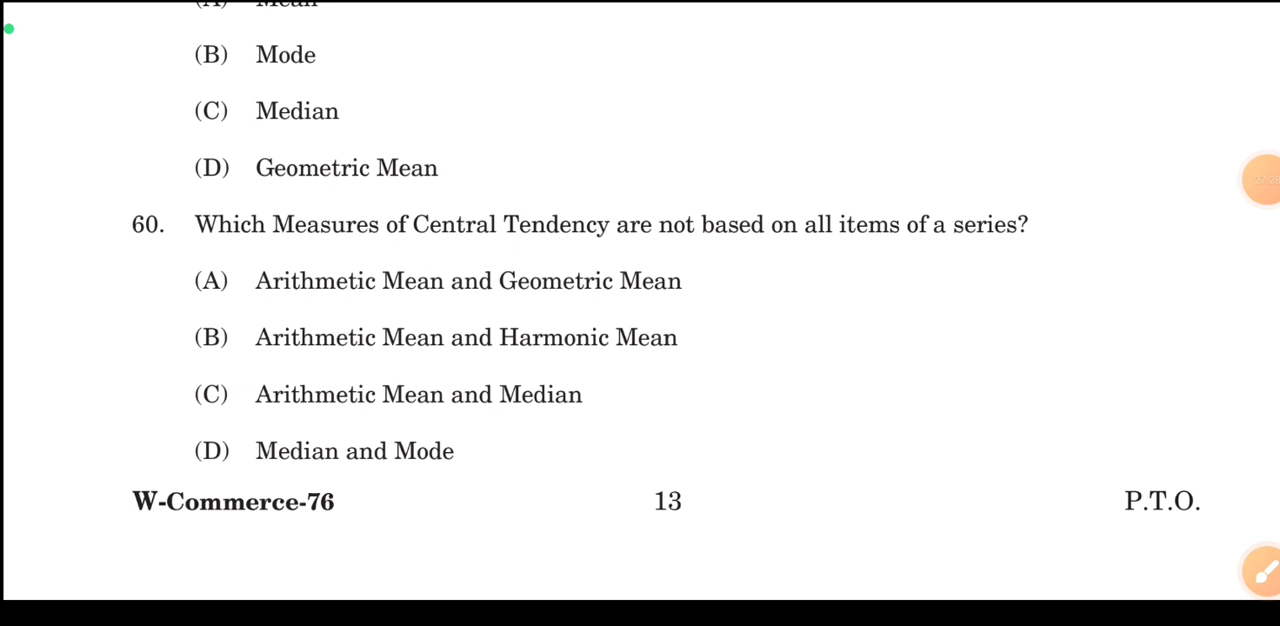 (A) Mean
(B) Mode
(C) Median
(D) Geometric Mean
60. Which Measures of Central Tendency are not based on all items of a series?
(A) Arithmetic Mean and Geometric Mean
(B) Arithmetic Mean and Harmonic Mean
(C) Arithmetic Mean and Median
(D) Median and Mode
W-Commerce-76 13 P.T.O.